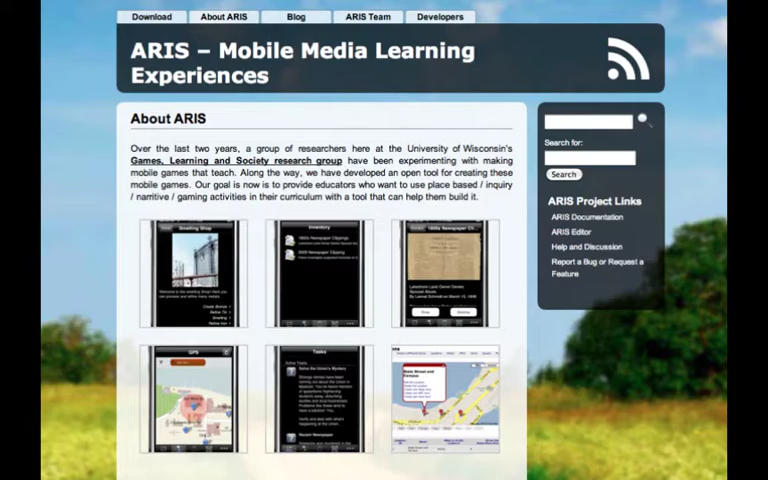 Download
About ARIS
Blog
ARIS Team
Developers
ARIS – Mobile Media Learning
Experiences
About ARIS
Over the last two years, a group of researchers here at the University of Wisconsin's
Games, Learning and Society research group have been experimenting with making
mobile games that teach. Along the way, we have developed an open tool for creating these
mobile games. Our goal is now is to provide educators who want to use place based / inquiry
/ narritive / gaming activities in their curriculum with a tool that can help them build it.
Search for:
Search
ARIS Project Links
ARIS Documentation
ARIS Editor
Help and Discussion
Report a Bug or Request a
Feature
Smelting Shop
Inventory
GPS
Tasks